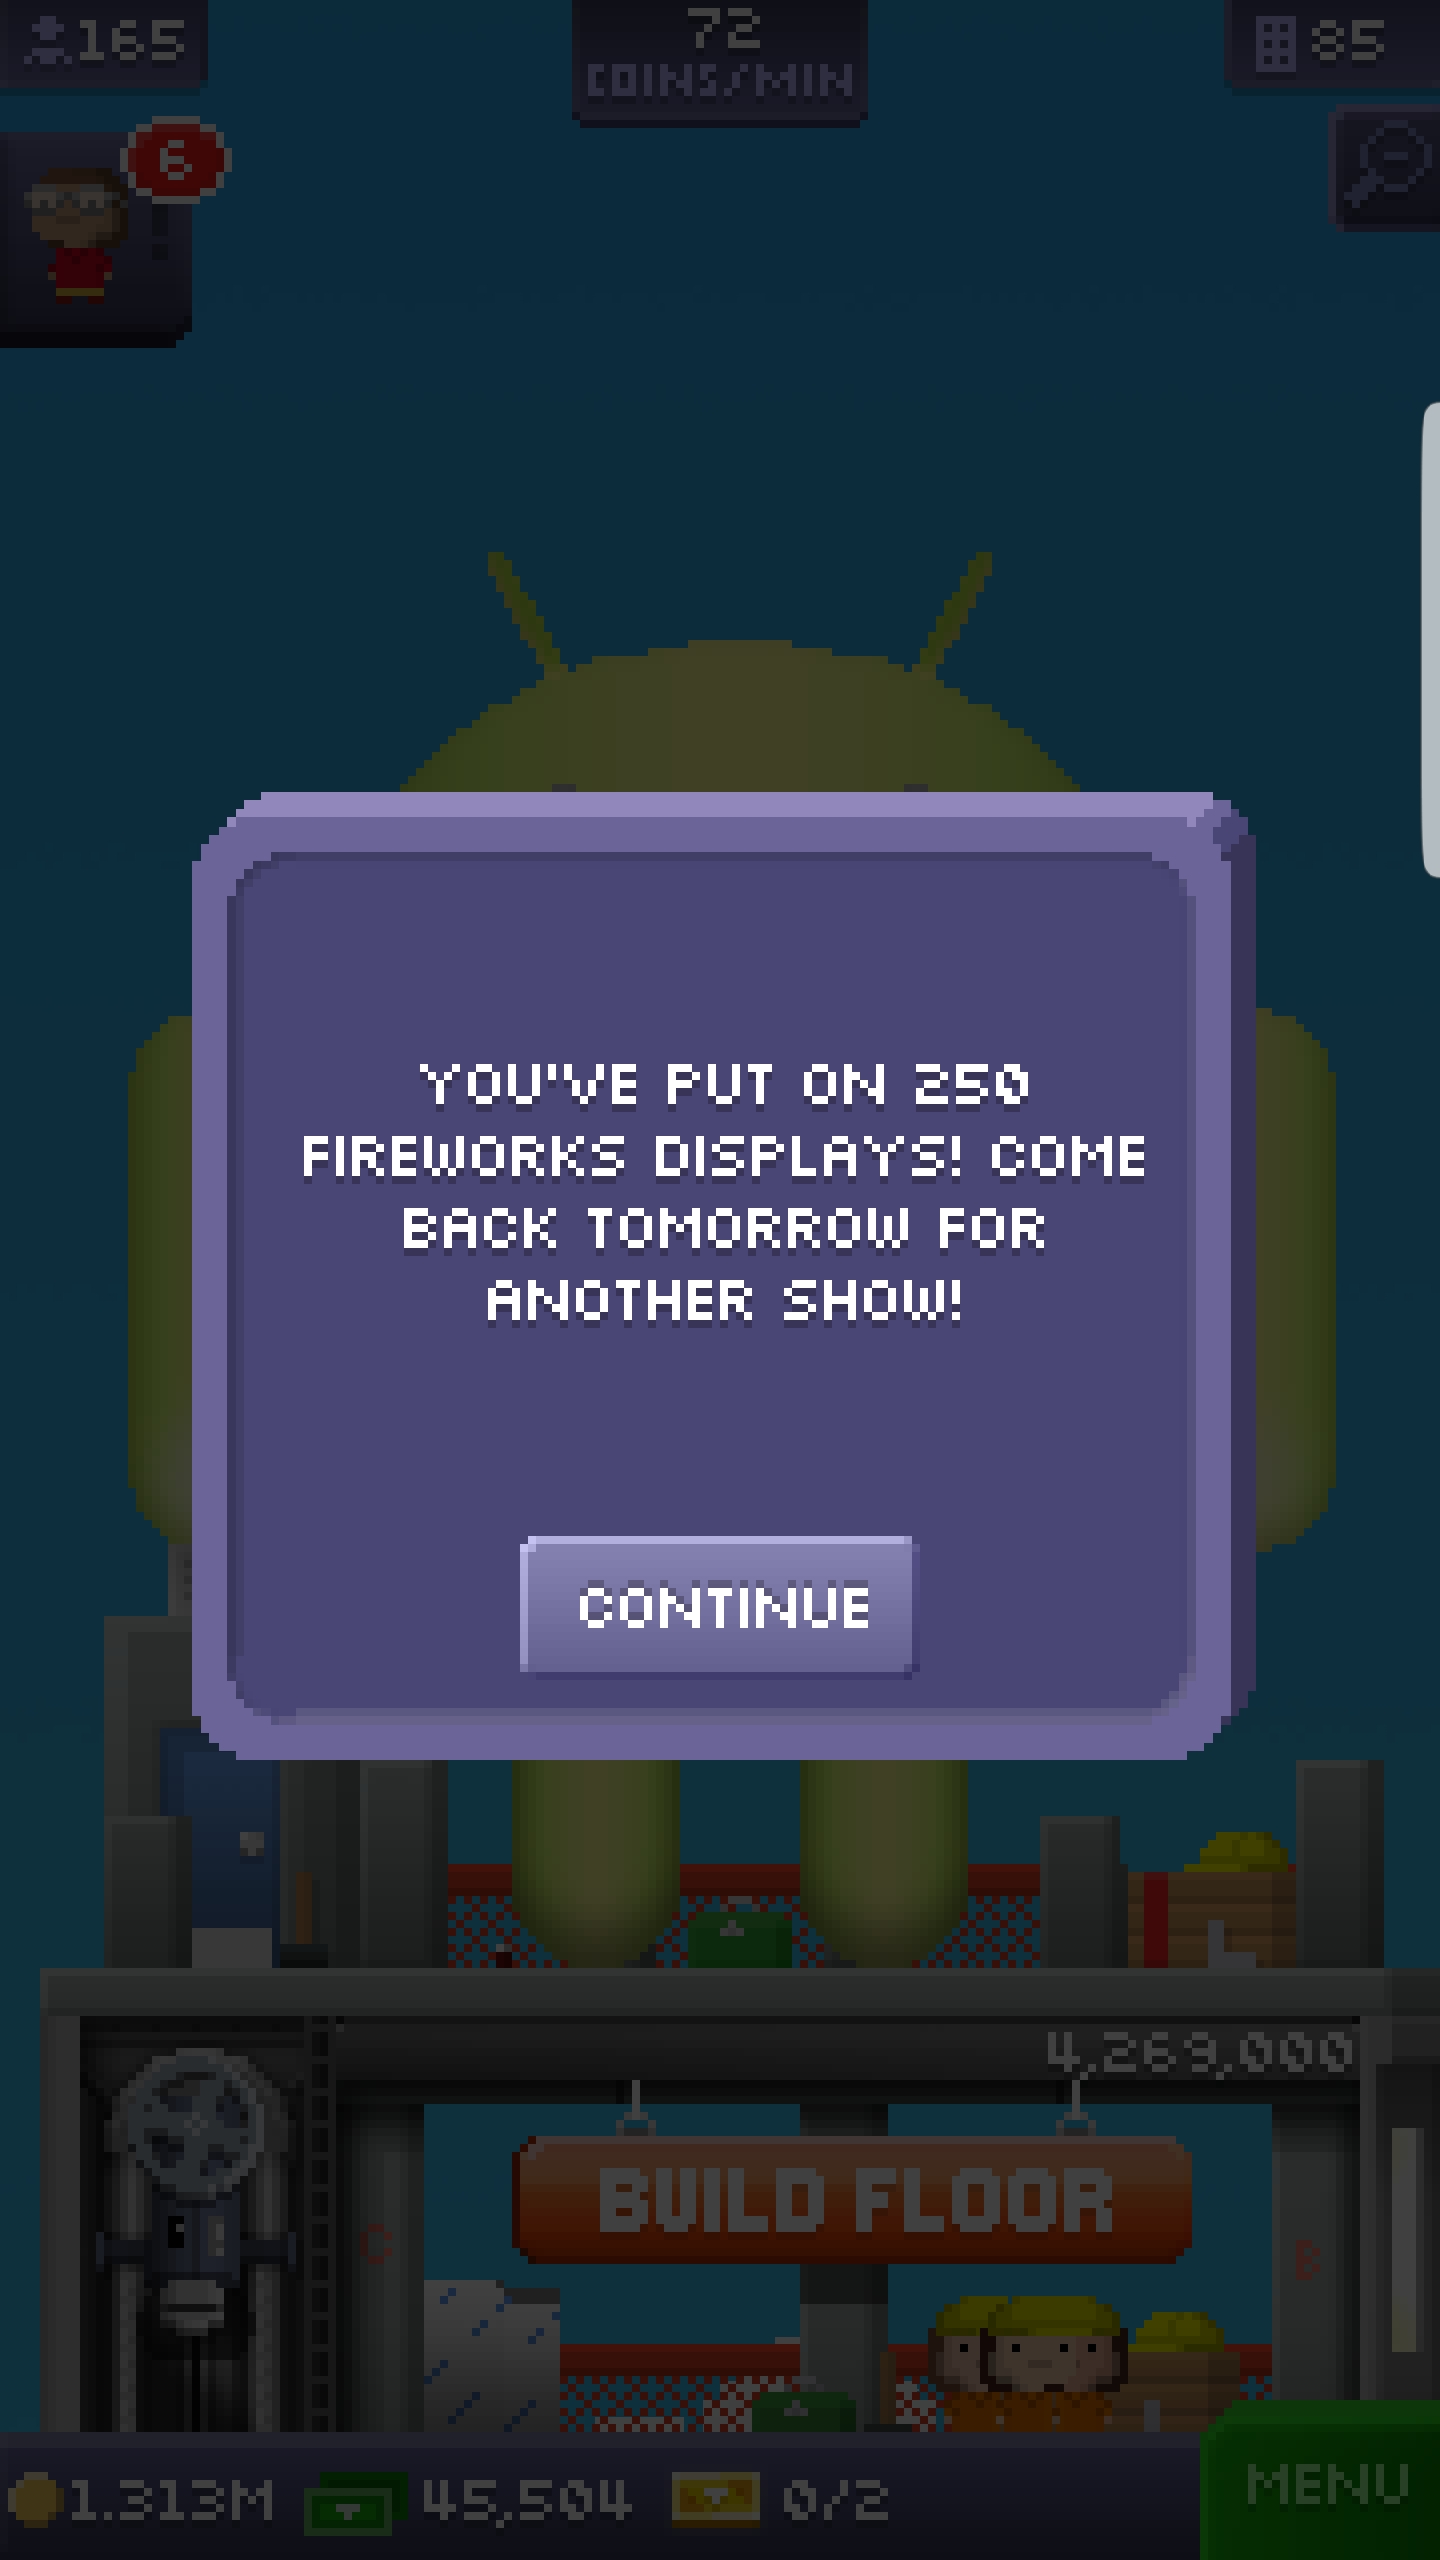 165
72
COINS/MIN
85
6
YOU'VE PUT ON 250
FIREWORKS DISPLAYS! COME
BACK TOMORROW FOR
ANOTHER SHOW!
CONTINUE
4,269,000
BUILD FLOOR
C
B
1.313M
45,504
0/2
MENU